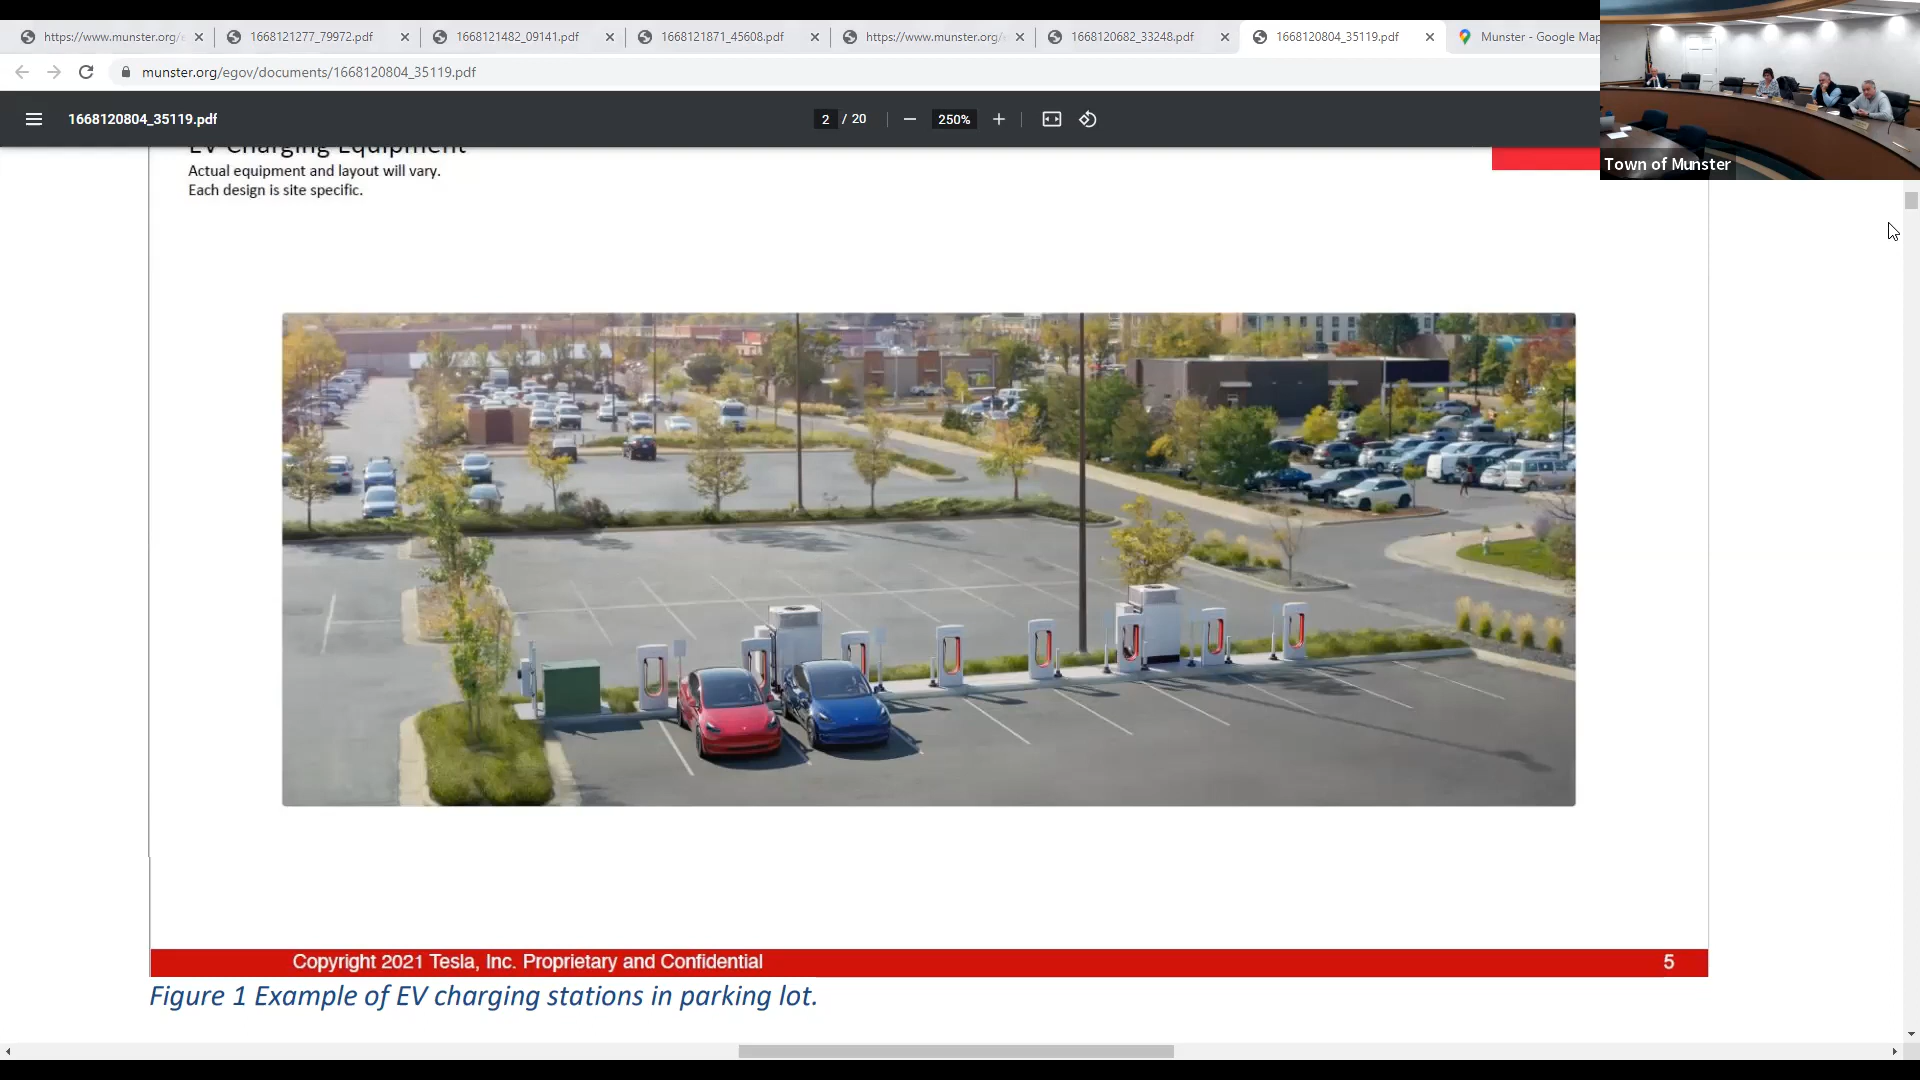 https://www.munster.org/e
1668121277_79972.pdf
1668121482_09141.pdf
1668121871_45608.pdf
https://www.munster.org/
1668120682_33248.pdf
1668120804_35119.pdf
Munster - Google Map
munster.org/egov/documents/1668120804_35119.pdf
1668120804_35119.pdf
2 / 20
250%
Town of Munster
EV Charging Equipment
Actual equipment and layout will vary.
Each design is site specific.
Copyright 2021 Tesla, Inc. Proprietary and Confidential
5
Figure 1 Example of EV charging stations in parking lot.